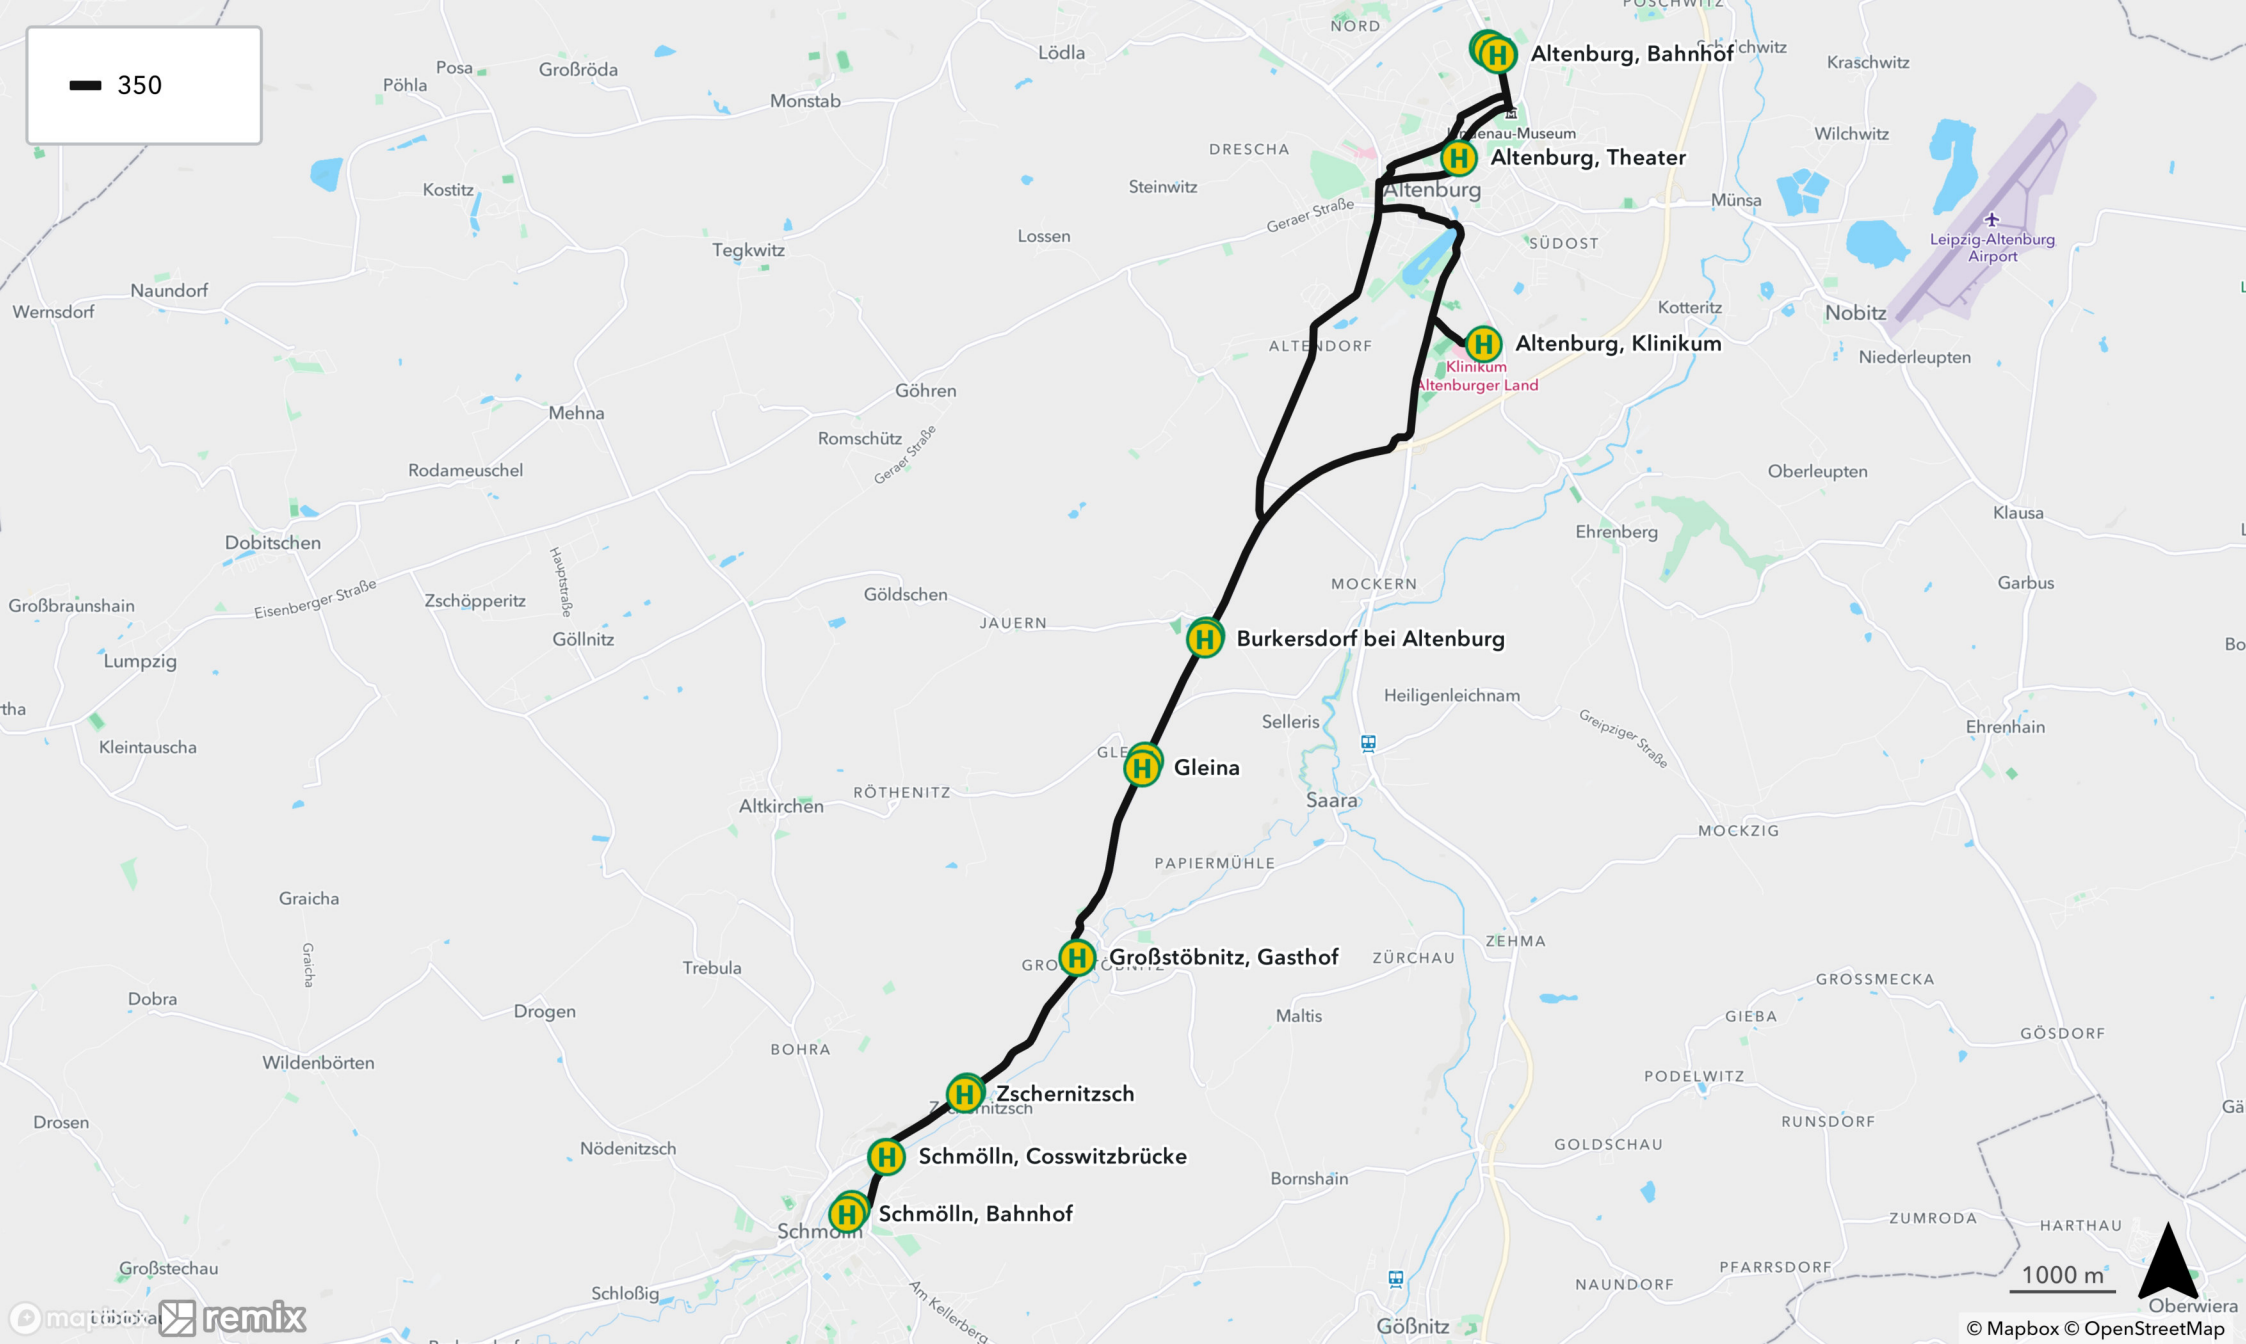 350
NORD
POSCHWITZ
Lödla
Altenburg, Bahnhof
Posa
Großröda
Pöhla
Monstab
Kraschwitz
Lindenau-Museum
Wilchwitz
DRESCHA
Altenburg, Theater
Kostitz
Steinwitz
Altenburg
Münsa
Geraer Straße
Lossen
SÜDOST
Leipzig-Altenburg
Airport
Tegkwitz
Naundorf
Wernsdorf
Kotteritz
Nobitz
ALTENDORF
Altenburg, Klinikum
Klinikum
Altenburger Land
Niederleupten
Göhren
Mehna
Romschütz
Geraer Straße
Rodameuschel
Oberleupten
Klausa
Ehrenberg
Dobitschen
Hauptstraße
MOCKERN
Garbus
Eisenberger Straße
Großbraunshain
Zschöpperitz
Göldschen
JAUERN
Göllnitz
Burkersdorf bei Altenburg
Lumpzig
Heiligenleichnam
Selleris
Greipziger Straße
Ehrenhain
Kleintauscha
Gleina
Altkirchen
RÖTHENITZ
Saara
MOCKZIG
PAPIERMÜHLE
Graicha
Graicha
ZEHMA
Großstöbnitz, Gasthof
ZÜRCHAU
Trebula
GROSSMECKA
Dobra
Drogen
Maltis
GIEBA
GÖSDORF
BOHRA
Wildenbörten
PODELWITZ
Zschernitzsch
Zschernitzsch
Drosen
RUNSDORF
Nödenitzsch
GOLDSCHAU
Schmölln, Cosswitzbrücke
Bornshain
Schmölln, Bahnhof
Schmölln
ZUMRODA
HARTHAU
Großstechau
PFARRSDORF
1000 m
NAUNDORF
Schloßig
Am Kellerberg
Oberwiera
mapbox
remix
Gößnitz
© Mapbox © OpenStreetMap